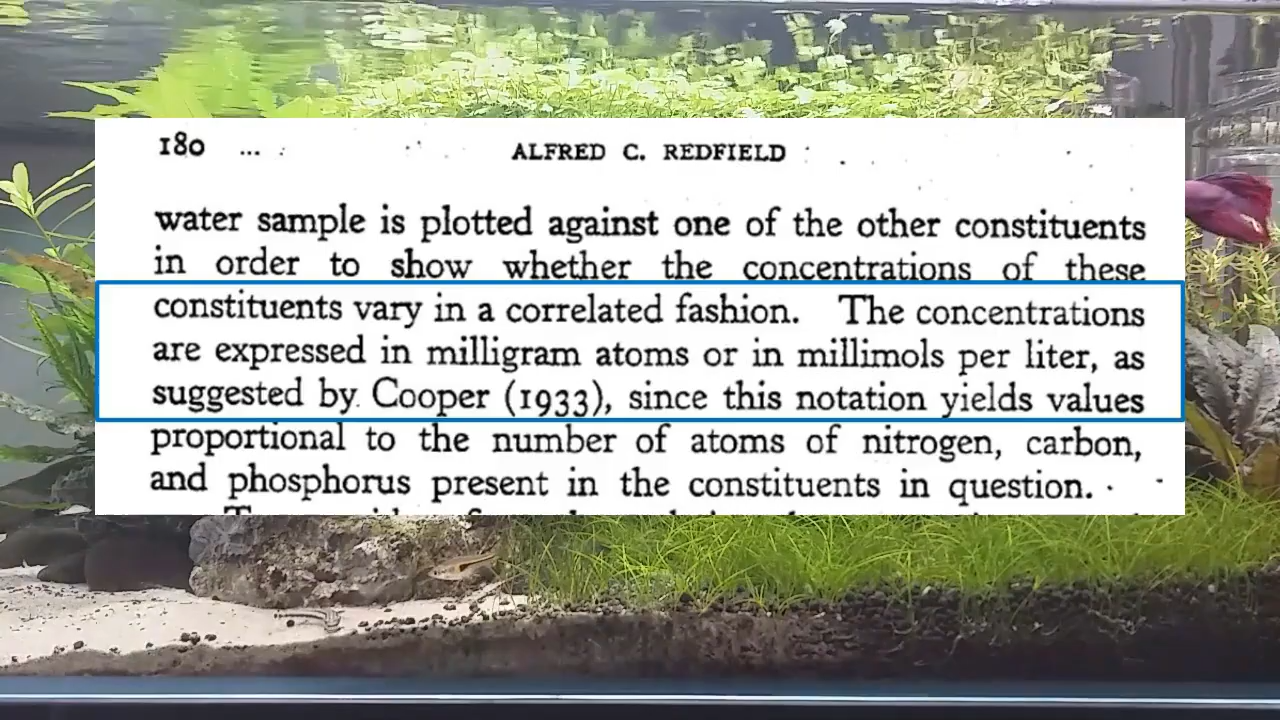 180 ... ALFRED C. REDFIELD
water sample is plotted against one of the other constituents
in order to show whether the concentrations of these
constituents vary in a correlated fashion. The concentrations
are expressed in milligram atoms or in millimols per liter, as
suggested by Cooper (1933), since this notation yields values
proportional to the number of atoms of nitrogen, carbon,
and phosphorus present in the constituents in question.